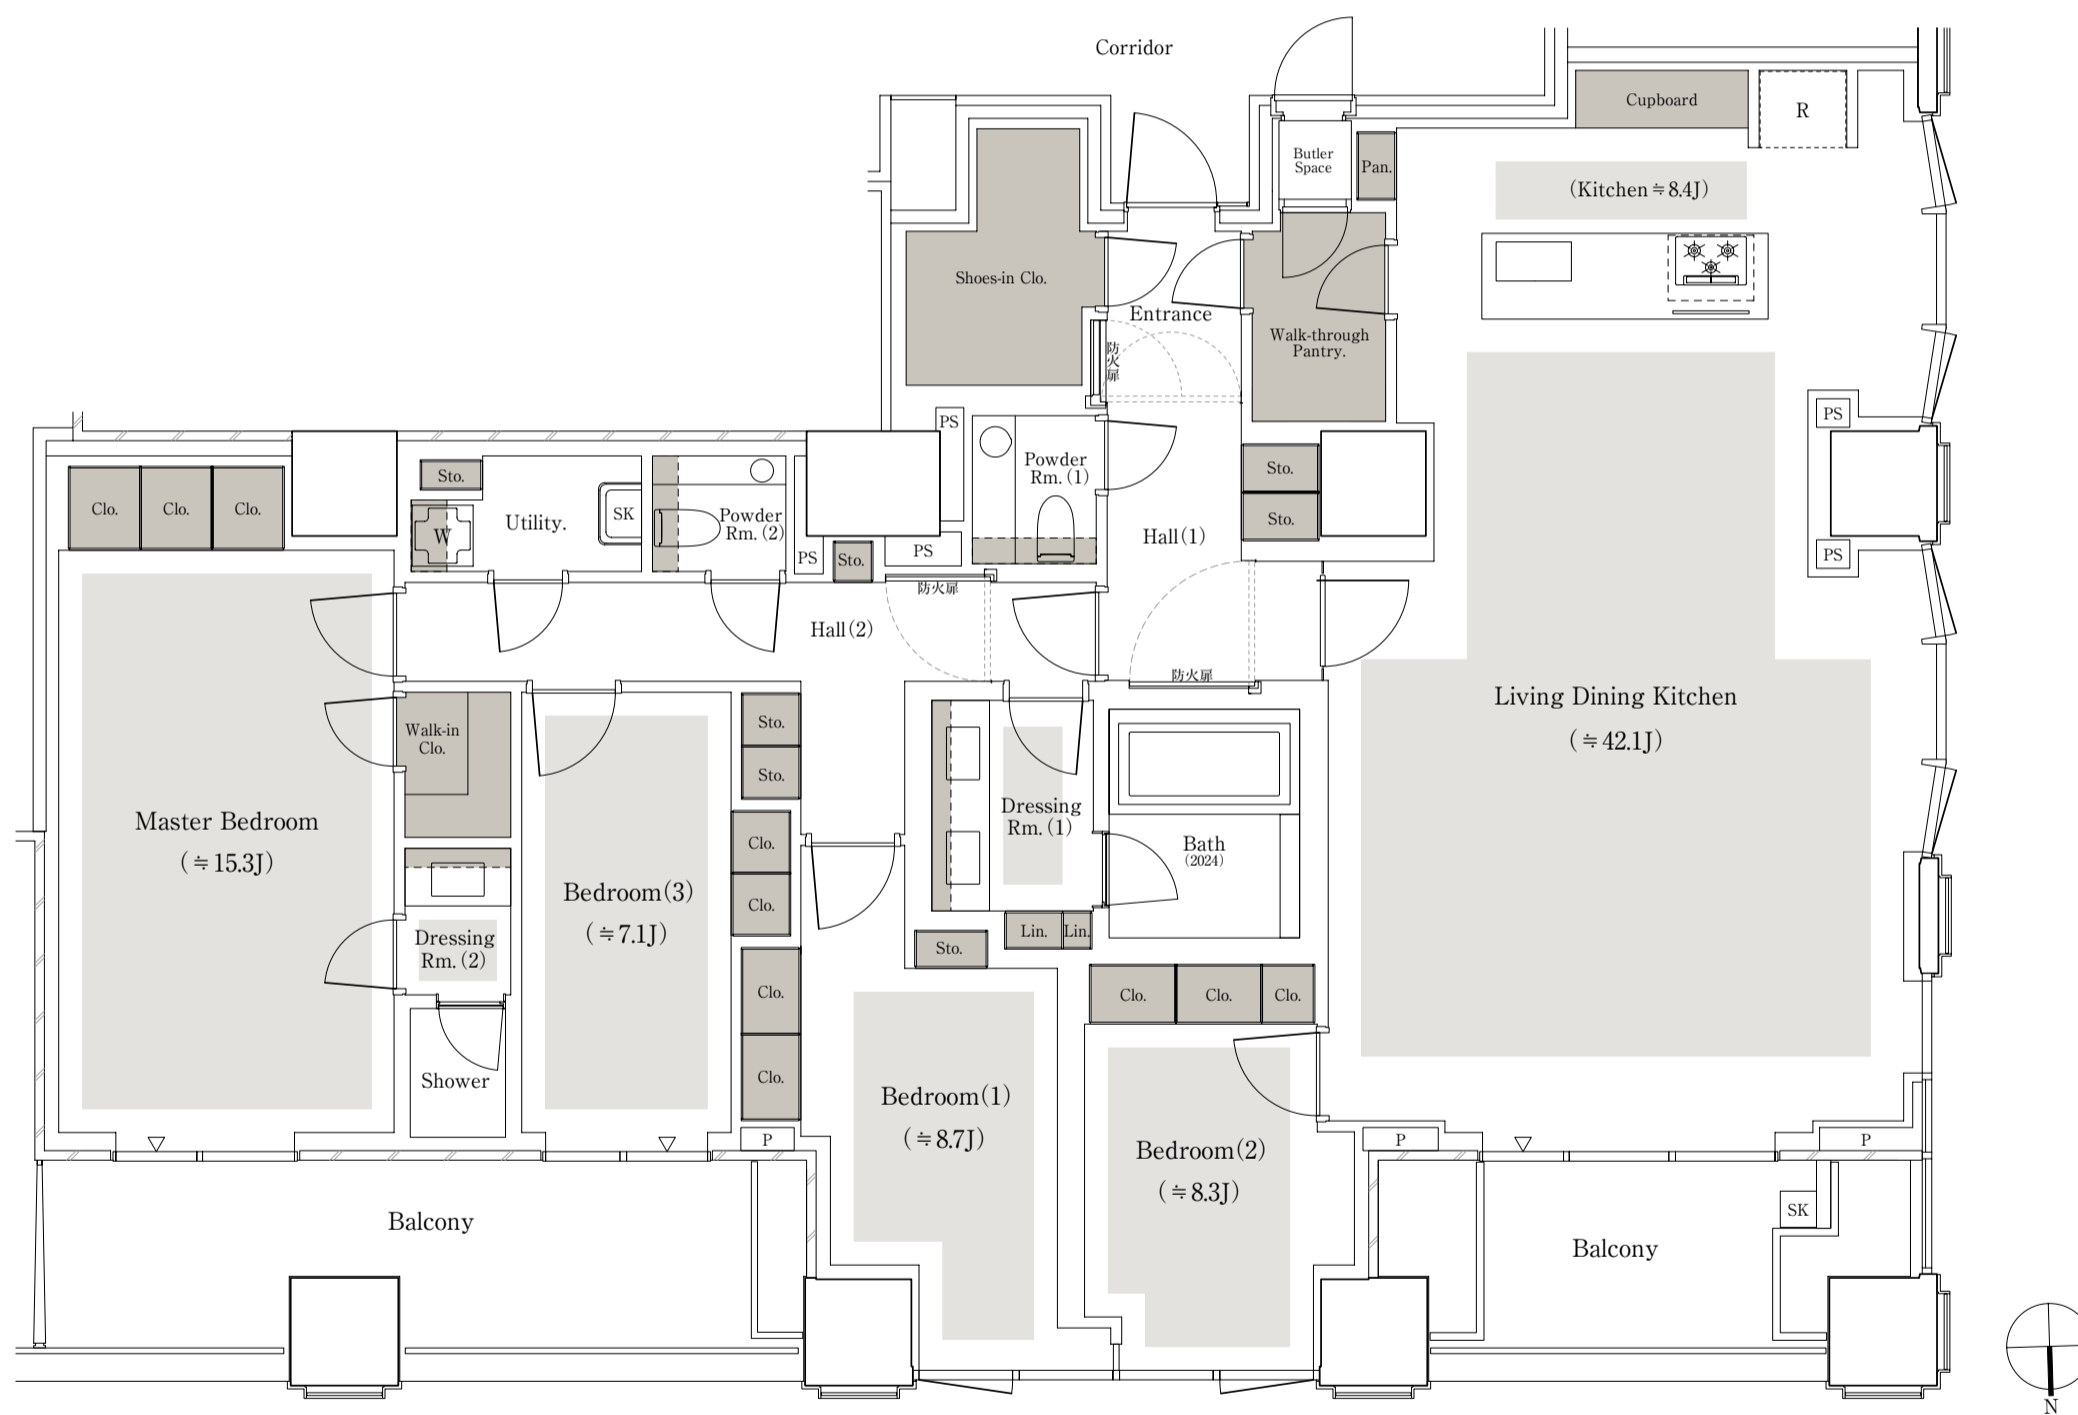 Corridor
Cupboard
R
Butler
Space
Pan.
(Kitchen≒8.4J)
Shoes-in Clo.
Entrance
防火扉
Walk-through
Pantry.
PS
PS
Powder
Rm.(1)
Sto.
Sto.
Hall(1)
Clo.
Clo.
Clo.
Sto.
W
Utility.
SK
Powder
Rm.(2)
PS
Sto.
PS
PS
防火扉
Hall(2)
防火扉
Living Dining Kitchen
(≒42.1J)
Walk-in
Clo.
Sto.
Sto.
Master Bedroom
(≒15.3J)
Clo.
Clo.
Dressing
Rm.(1)
Bath
(2024)
Bedroom(3)
(≒7.1J)
Dressing
Rm.(2)
Lin.
Lin.
Sto.
Clo.
Clo.
Clo.
Clo.
Clo.
Shower
Bedroom(1)
(≒8.7J)
P
Bedroom(2)
(≒8.3J)
P
P
SK
Balcony
Balcony
N